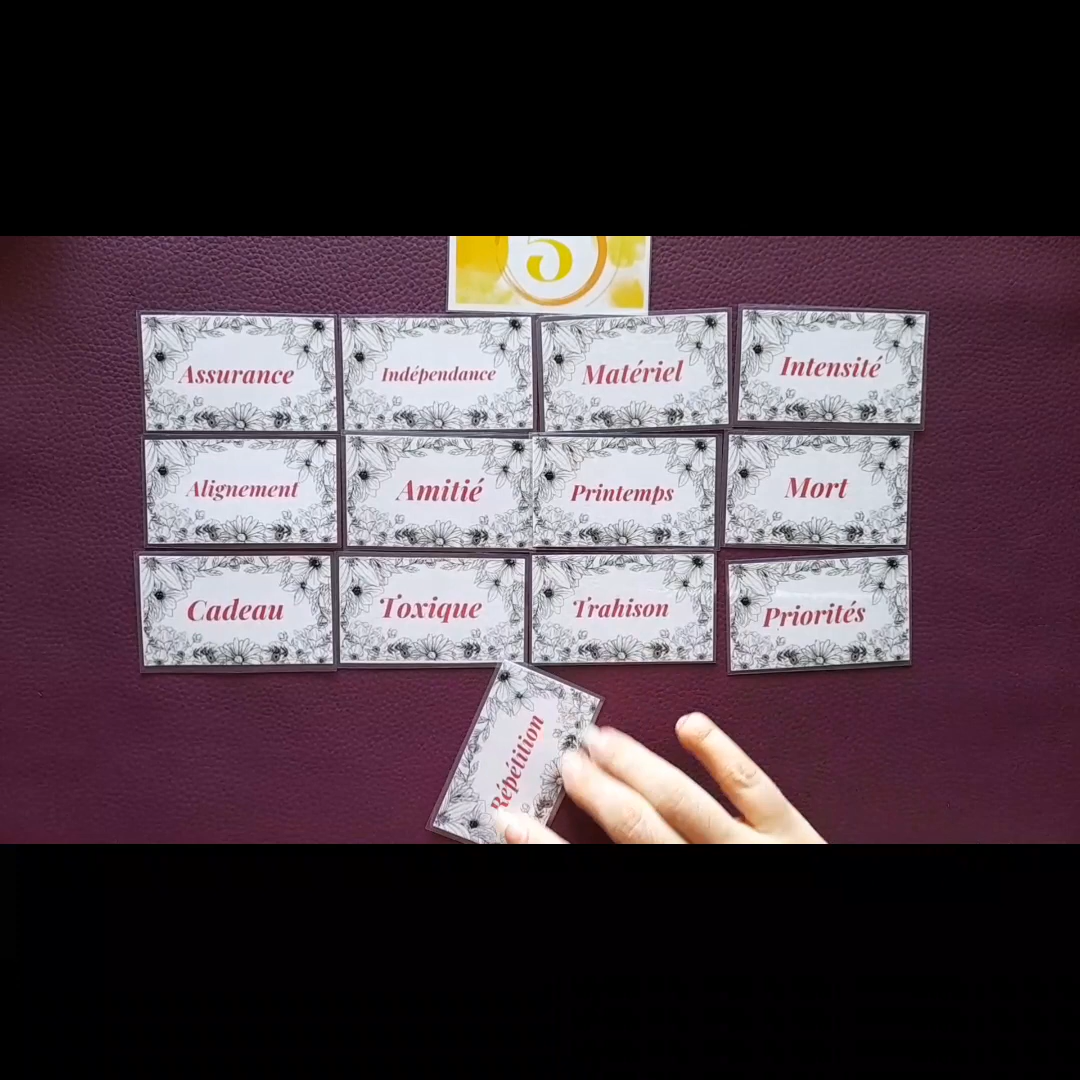 5
Assurance
Indépendance
Matériel
Intensité
Alignement
Amitié
Printemps
Mort
Cadeau
Toxique
Trahison
Priorités
Répétition